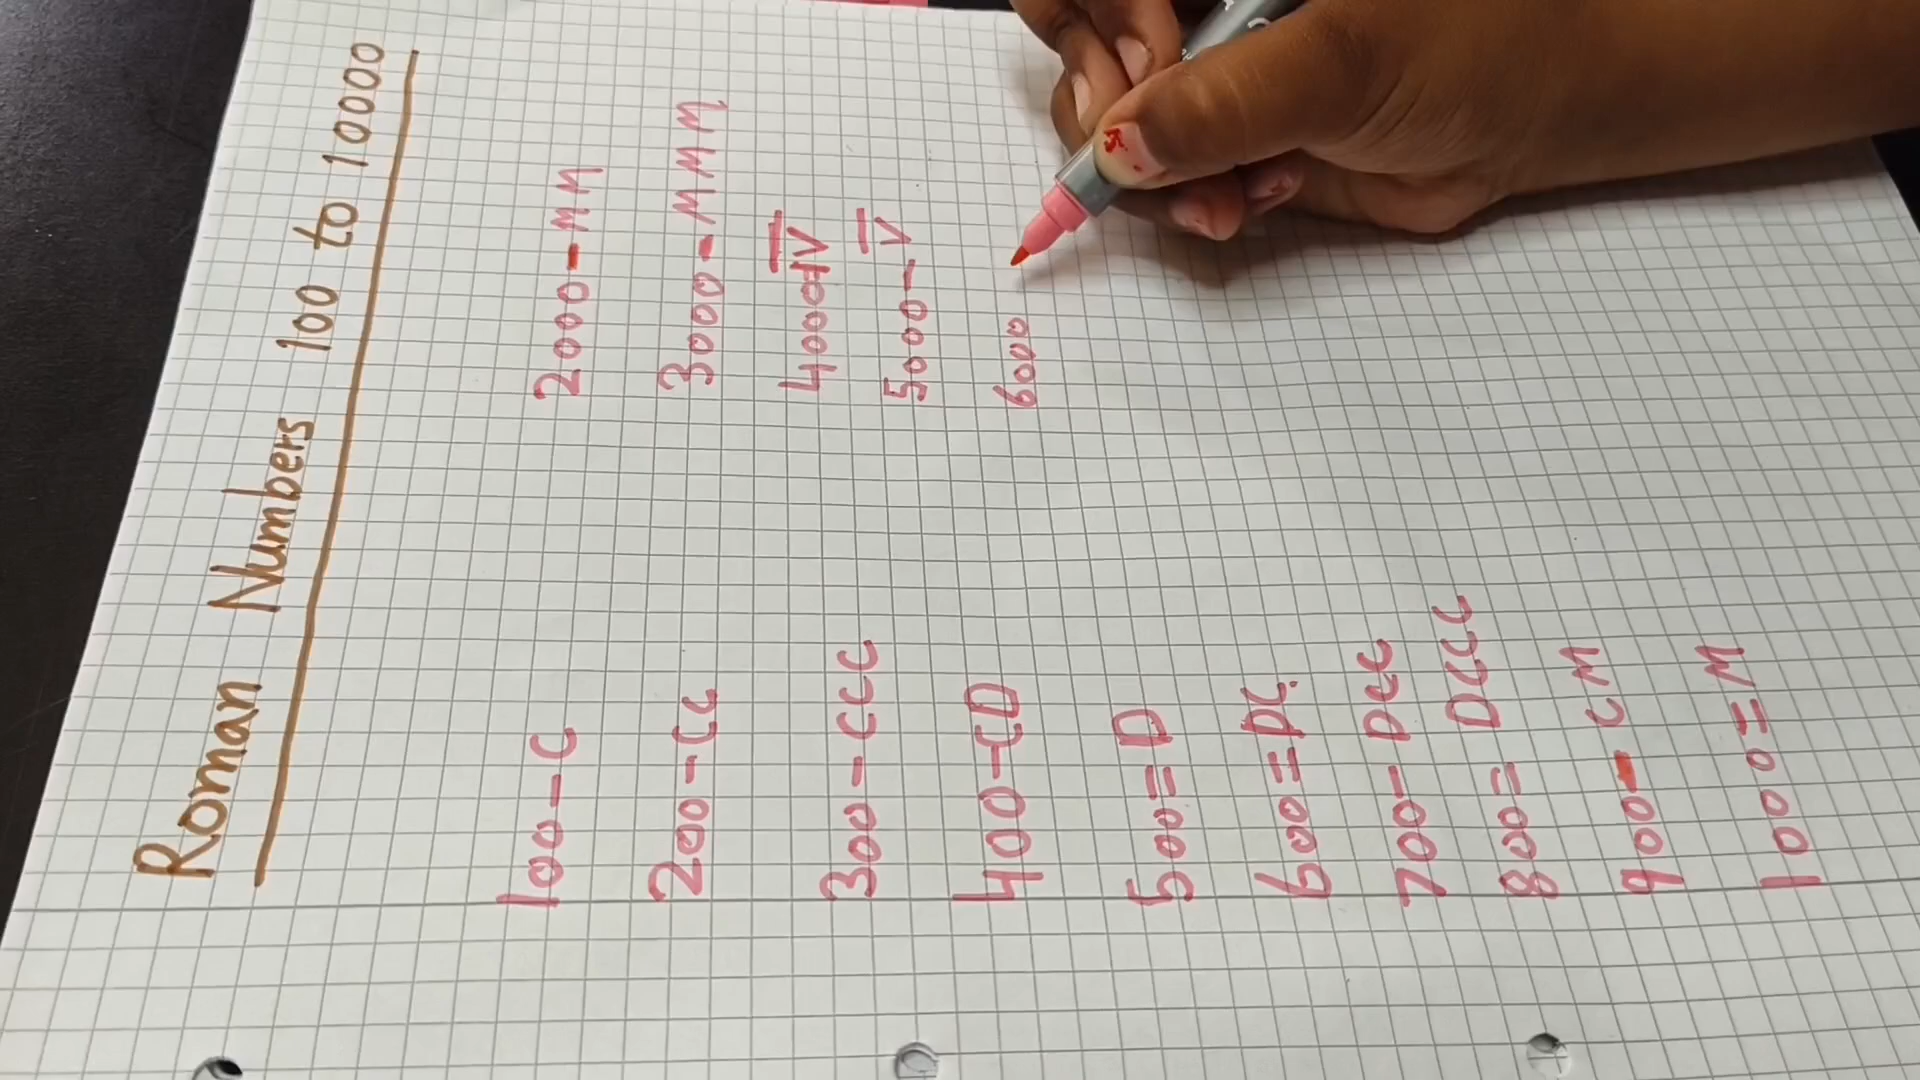 Roman Numbers 100 to 10000
100-C
200-CC
300-CCC
400-CD
500=D
600=DC.
700-DCC
800=DCCC
900-CM
1000=M
2000-MM
3000-MMM
4000-I̅V̅
5000-V̅
6000